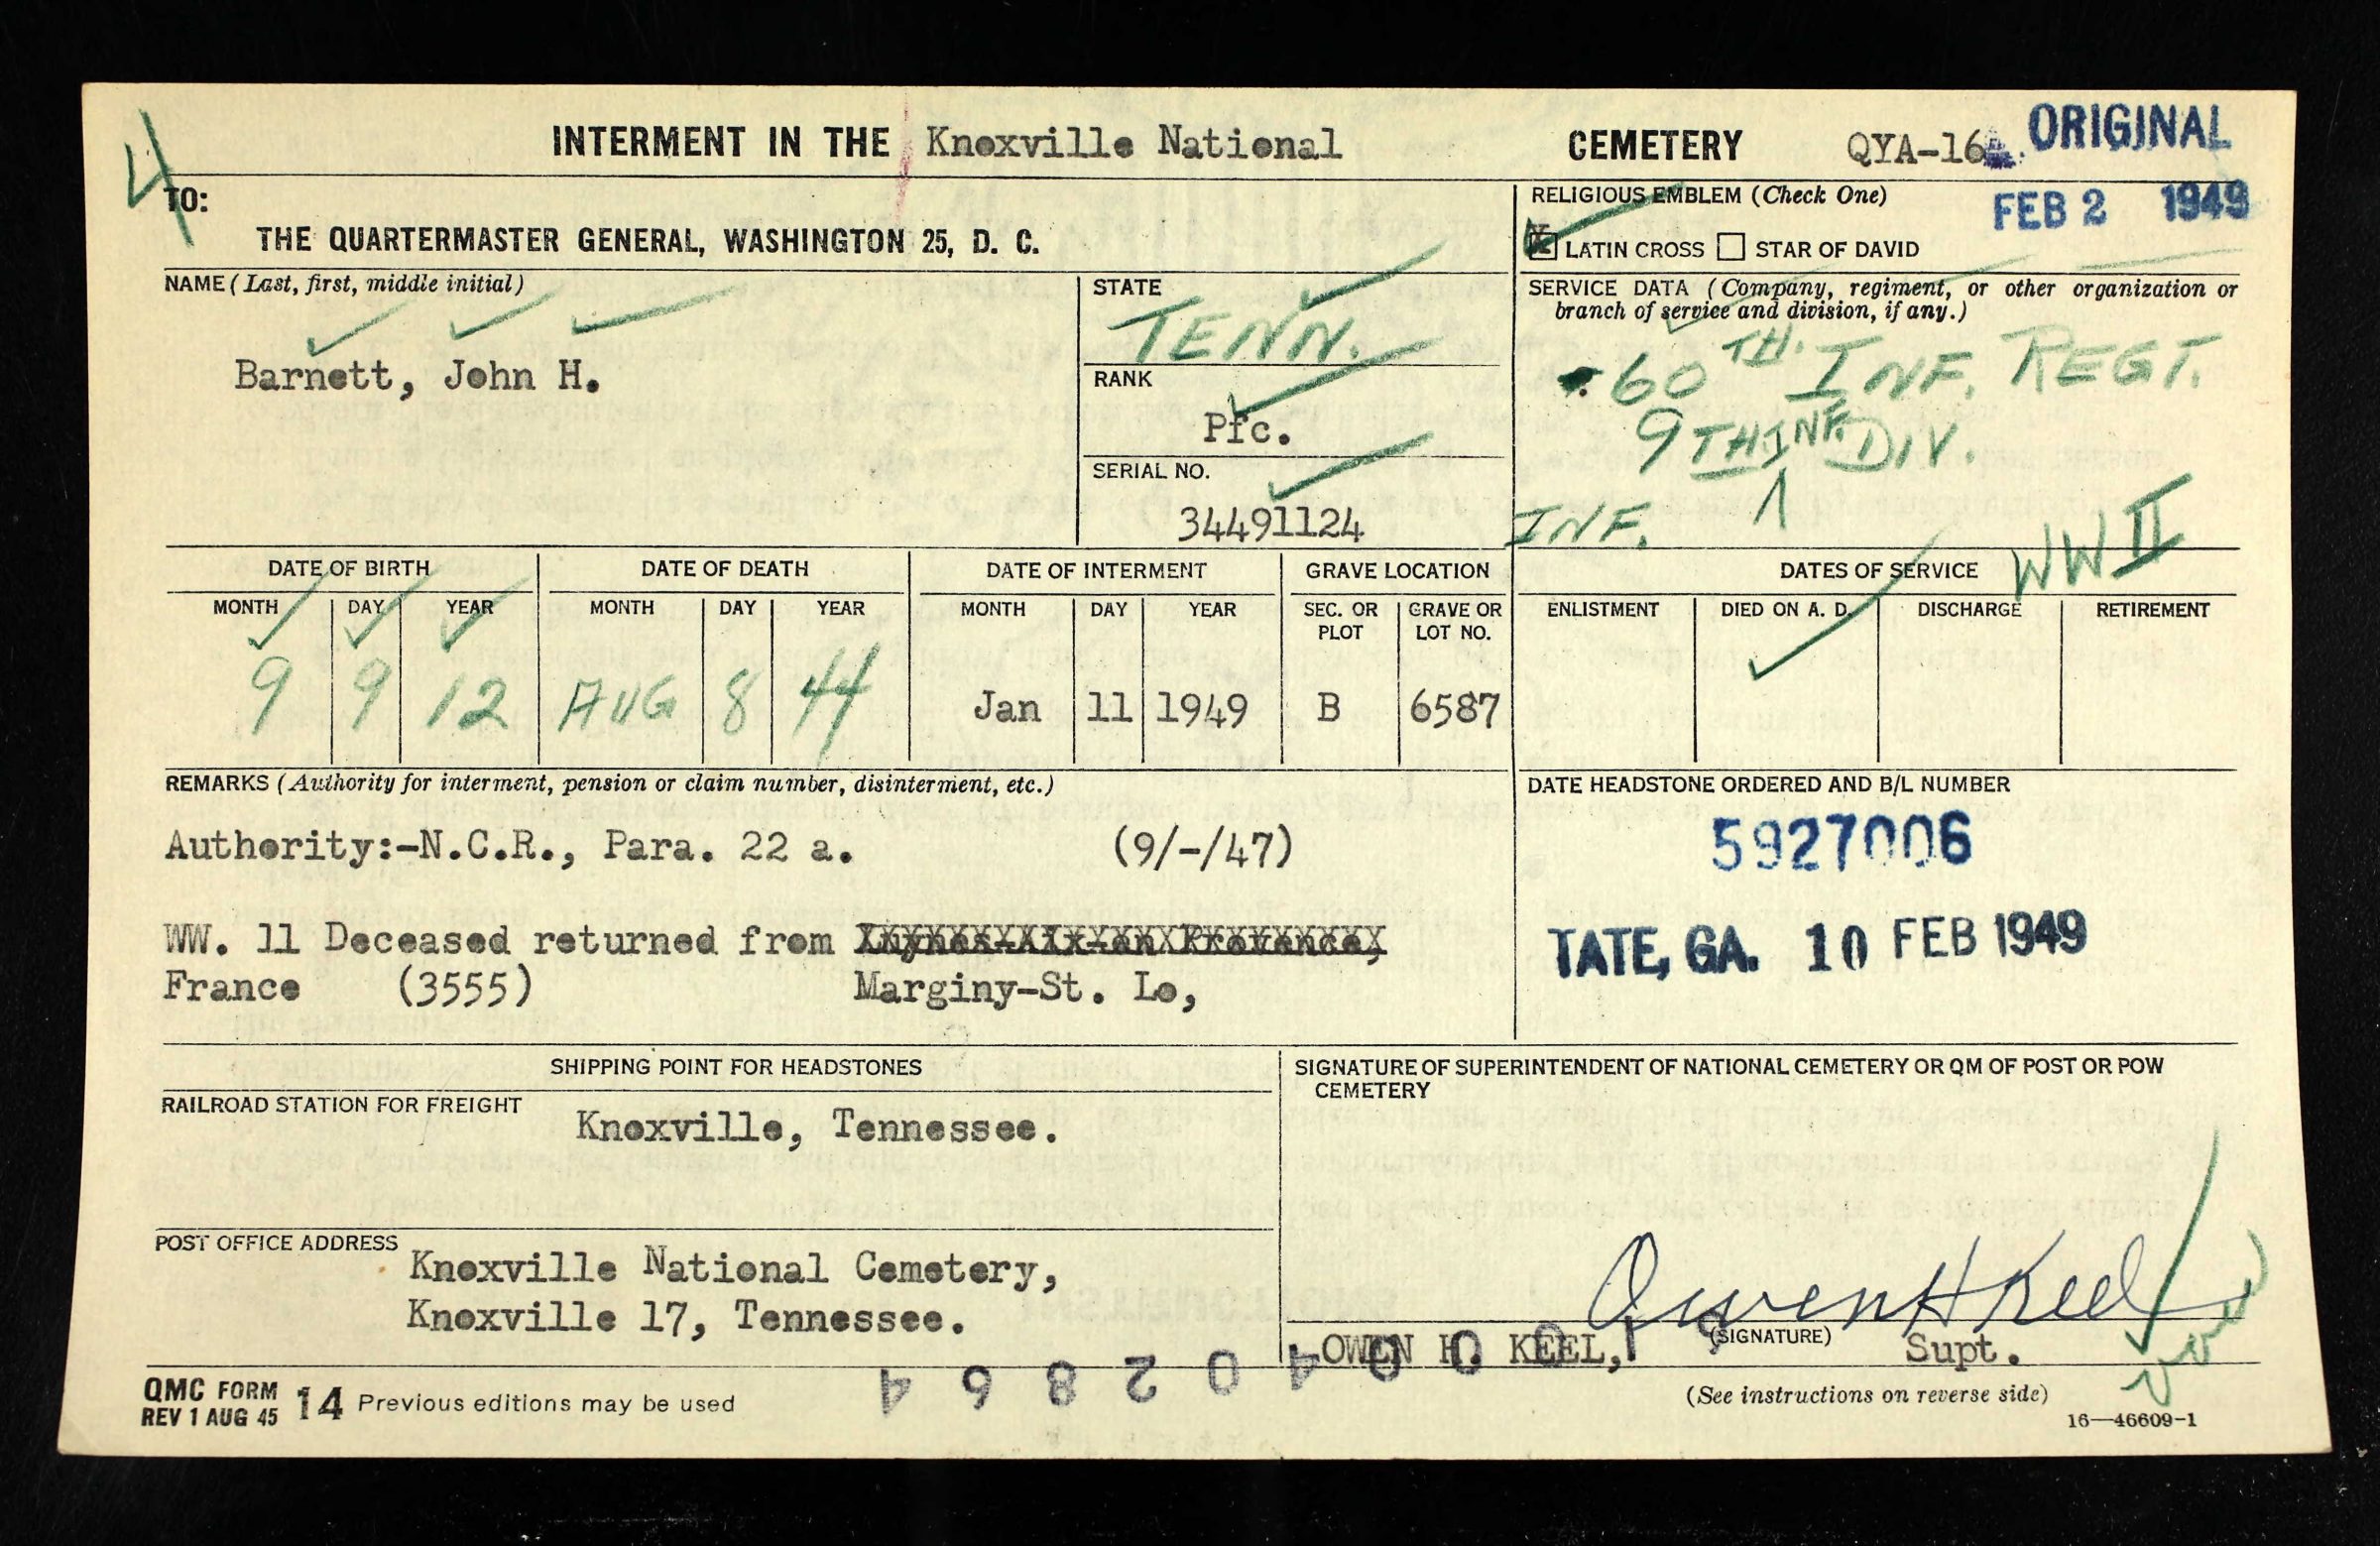 4
INTERMENT IN THE Knoxville National CEMETERY QYA-16 ORIGINAL
FEB 2 1949
TO:
THE QUARTERMASTER GENERAL, WASHINGTON 25, D. C.
RELIGIOUS EMBLEM (Check One)
X LATIN CROSS STAR OF DAVID
NAME (Last, first, middle initial)
Barnett, John H.
STATE
TENN.
RANK
Pfc.
SERIAL NO.
34491124
SERVICE DATA (Company, regiment, or other organization or
branch of service and division, if any.)
60TH. INF. REGT.
9TH INF. DIV.
INF.
WW II
DATE OF BIRTH
MONTH DAY YEAR
9 9 12
DATE OF DEATH
MONTH DAY YEAR
AUG 8 44
DATE OF INTERMENT
MONTH DAY YEAR
Jan 11 1949
GRAVE LOCATION
SEC. OR PLOT
B
GRAVE OR LOT NO.
6587
DATES OF SERVICE
ENLISTMENT DIED ON A. D. DISCHARGE RETIREMENT
REMARKS (Authority for interment, pension or claim number, disinterment, etc.)
Authority:-N.C.R., Para. 22 a. (9/-/47)
WW. 11 Deceased returned from
France (3555) Marginy-St. Lo,
DATE HEADSTONE ORDERED AND B/L NUMBER
5927006
TATE, GA. 10 FEB 1949
SHIPPING POINT FOR HEADSTONES
RAILROAD STATION FOR FREIGHT
Knoxville, Tennessee.
POST OFFICE ADDRESS
Knoxville National Cemetery,
Knoxville 17, Tennessee.
SIGNATURE OF SUPERINTENDENT OF NATIONAL CEMETERY OR QM OF POST OR POW
CEMETERY
Owen H Keel
OWEN H. KEEL, (SIGNATURE) Supt.
QMC FORM 14 Previous editions may be used
REV 1 AUG 45
(See instructions on reverse side)
16—46609-1